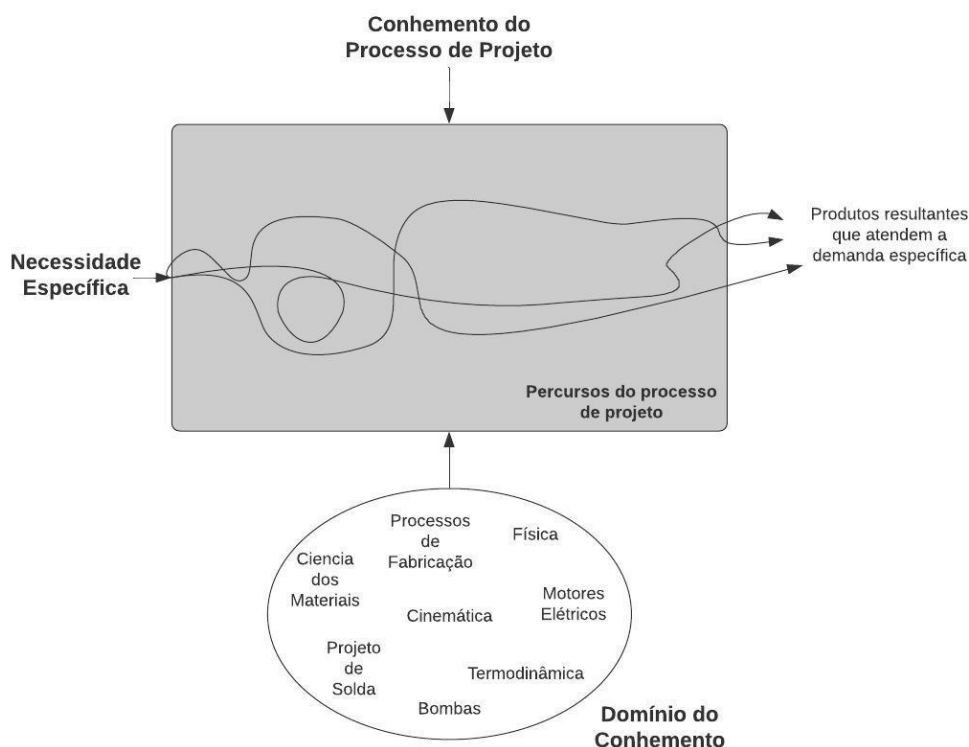 Conhemento do
Processo de Projeto
Necessidade
Específica
Produtos resultantes
que atendem a
demanda específica
Percursos do processo
de projeto
Processos
de
Fabricação
Física
Ciencia
dos
Materiais
Motores
Elétricos
Cinemática
Projeto
de
Solda
Termodinâmica
Bombas
Domínio do
Conhemento